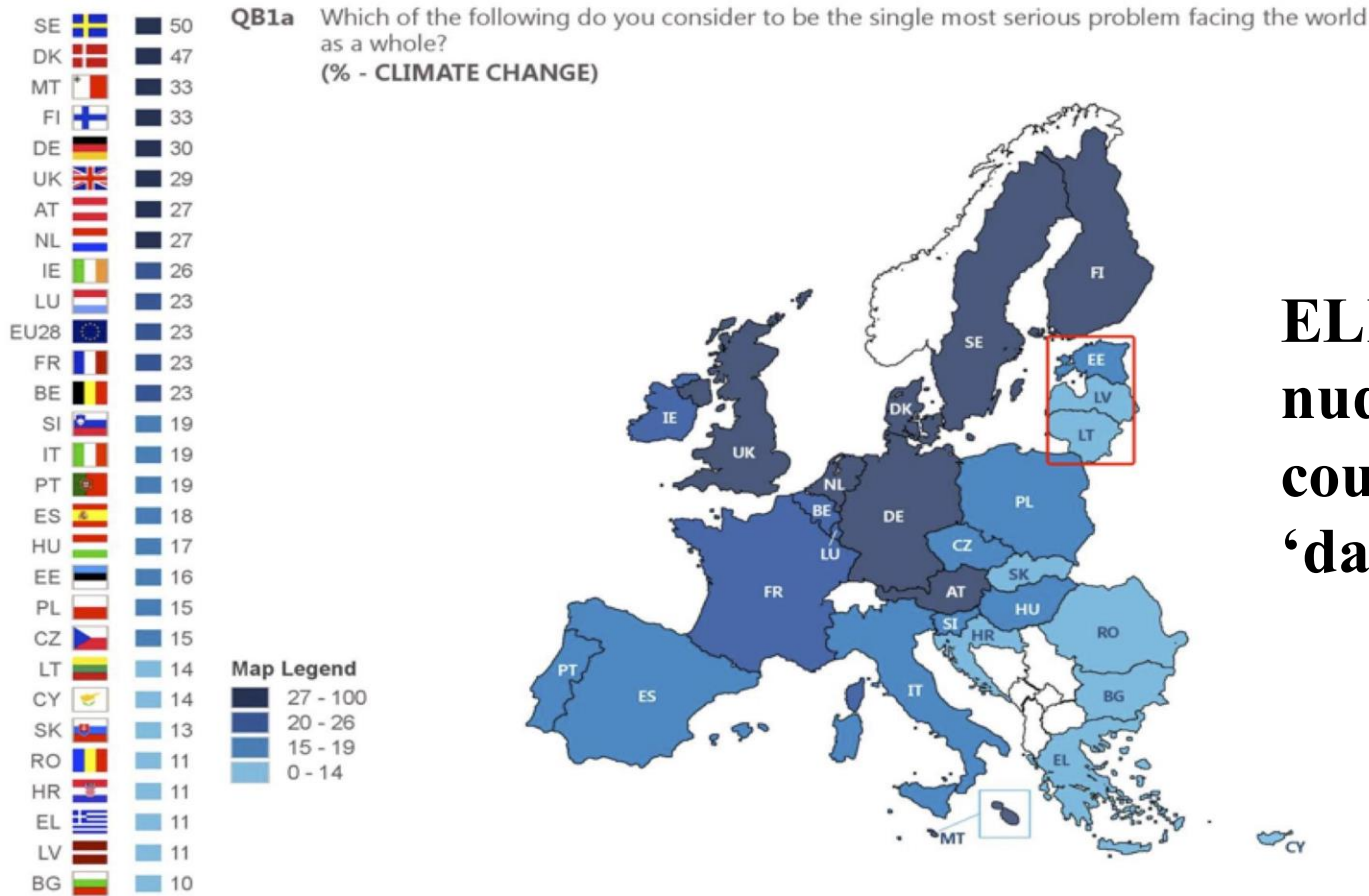 QB1a Which of the following do you consider to be the single most serious problem facing the world
as a whole?
(% - CLIMATE CHANGE)
SE 50
DK 47
MT 33
FI 33
DE 30
UK 29
AT 27
NL 27
IE 26
LU 23
EU28 23
FR 23
BE 23
SI 19
IT 19
PT 19
ES 18
HU 17
EE 16
PL 15
CZ 15
LT 14
CY 14
SK 13
RO 11
HR 11
EL 11
LV 11
BG 10
Map Legend
27 - 100
20 - 26
15 - 19
0 - 14
FI
SE
EE
LV
LT
DK
IE
UK
NL
BE
LU
DE
PL
CZ
SK
AT
HU
FR
SI
HR
RO
PT
ES
IT
BG
EL
MT
CY
cou
‘da